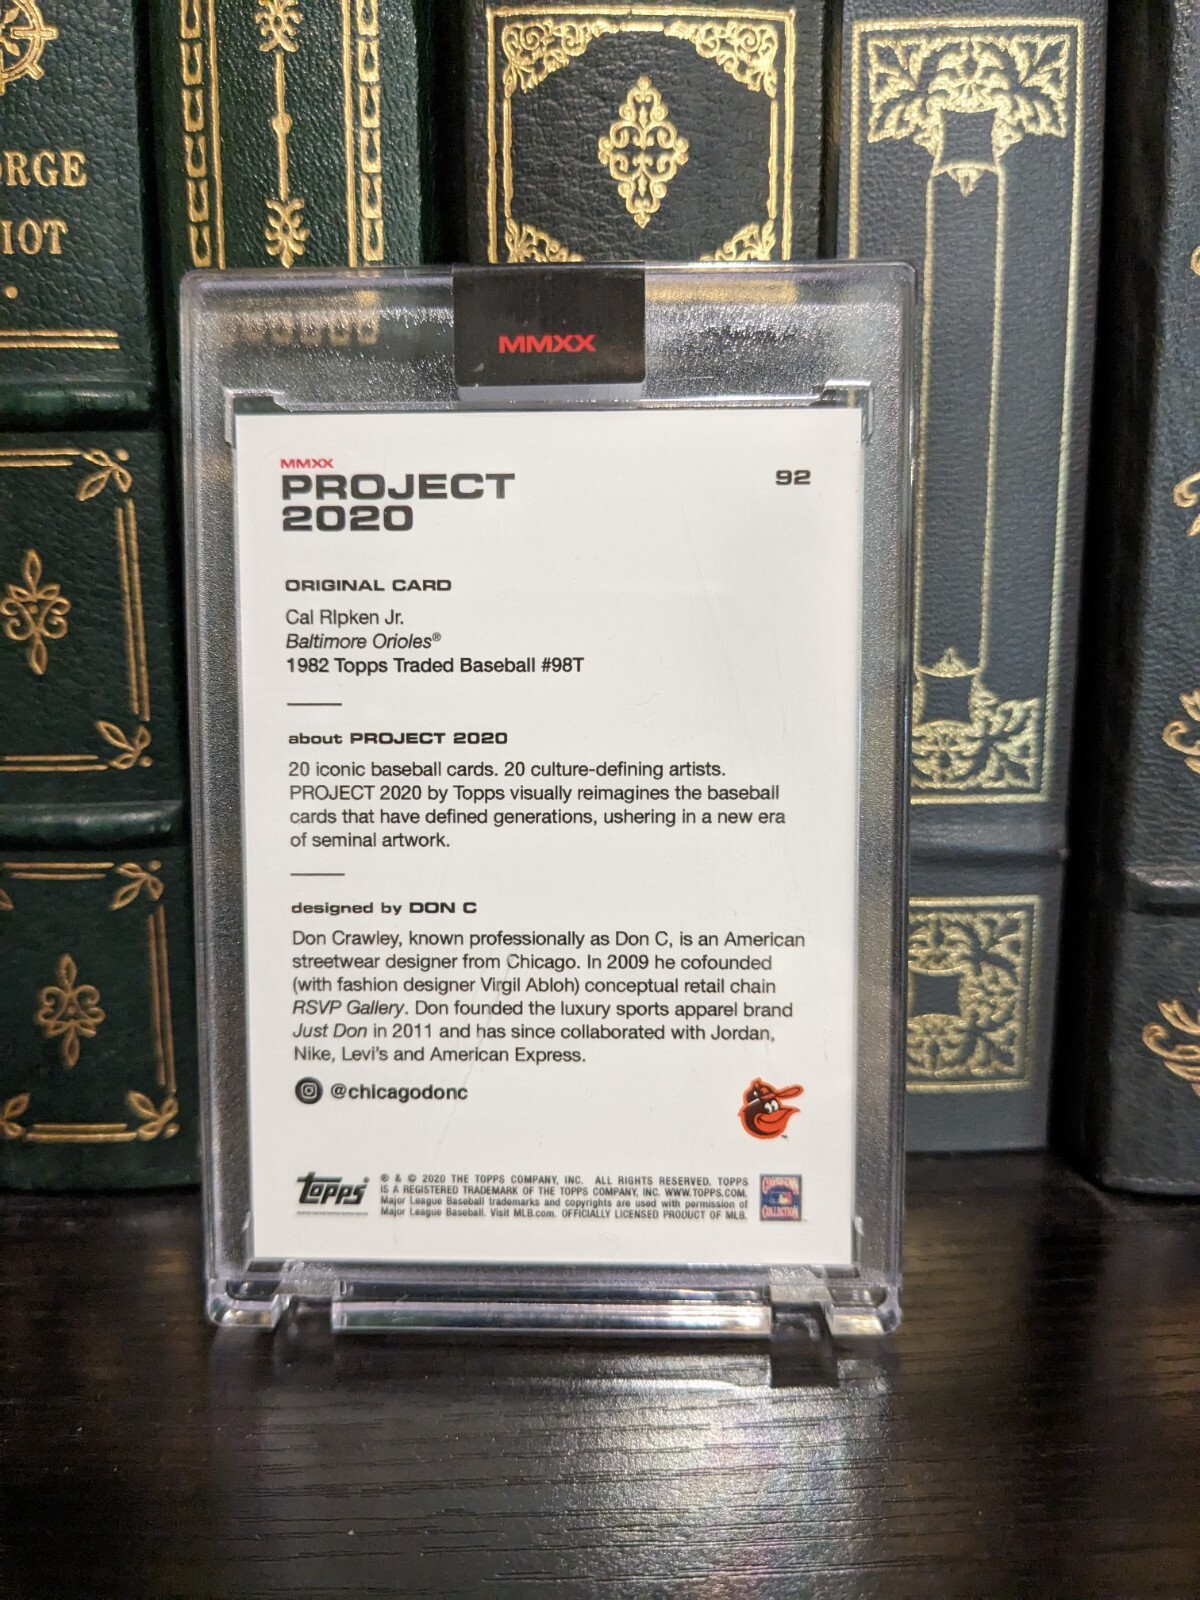 RGE
IOT
MMXX
MMXX
PROJECT
2020
92
ORIGINAL CARD
Cal RIpken Jr.
Baltimore Orioles®
1982 Topps Traded Baseball #98T
about PROJECT 2020
20 iconic baseball cards. 20 culture-defining artists.
PROJECT 2020 by Topps visually reimagines the baseball
cards that have defined generations, ushering in a new era
of seminal artwork.
designed by DON C
Don Crawley, known professionally as Don C, is an American
streetwear designer from Chicago. In 2009 he cofounded
(with fashion designer Virgil Abloh) conceptual retail chain
RSVP Gallery. Don founded the luxury sports apparel brand
Just Don in 2011 and has since collaborated with Jordan,
Nike, Levi's and American Express.
@chicagodonc
topps
® & © 2020 THE TOPPS COMPANY, INC. ALL RIGHTS RESERVED. TOPPS
IS A REGISTERED TRADEMARK OF THE TOPPS COMPANY, INC. WWW.TOPPS.COM.
Major League Baseball trademarks and copyrights are used with permission of
Major League Baseball. Visit MLB.com. OFFICIALLY LICENSED PRODUCT OF MLB.
COLLECTION